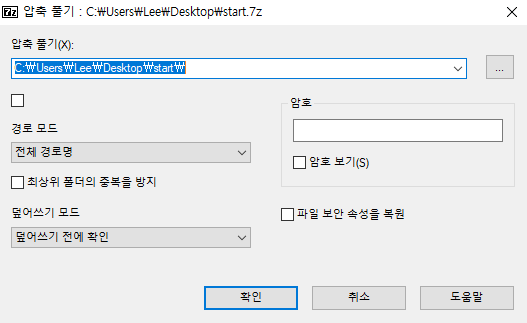 7z 압축 풀기 : C:₩Users₩Lee₩Desktop₩start.7z
압축 풀기(X):
C:₩Users₩Lee₩Desktop₩start₩
...
암호
경로 모드
전체 경로명
암호 보기(S)
최상위 폴더의 중복을 방지
덮어쓰기 모드
파일 보안 속성을 복원
덮어쓰기 전에 확인
확인
취소
도움말